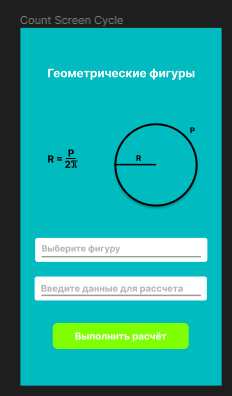 Count Screen Cycle
Геометрические фигуры
P
R
R = P/2π
Выберите фигуру
Введите данные для рассчета
Выполнить расчёт